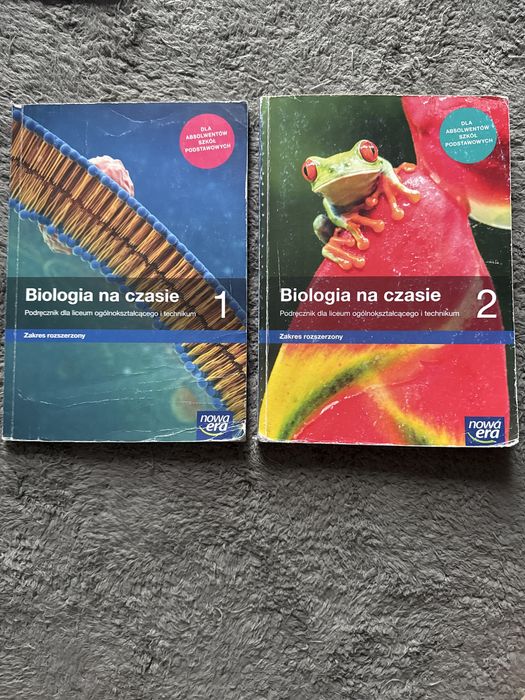 DLA
ABSOLWENTÓW
SZKÓŁ
PODSTAWOWYCH
Biologia na czasie 1
Podręcznik dla liceum ogólnokształcącego i technikum
Zakres rozszerzony
nowa
era
DLA
ABSOLWENTÓW
SZKÓŁ
PODSTAWOWYCH
Biologia na czasie 2
Podręcznik dla liceum ogólnokształcącego i technikum
Zakres rozszerzony
nowa
era